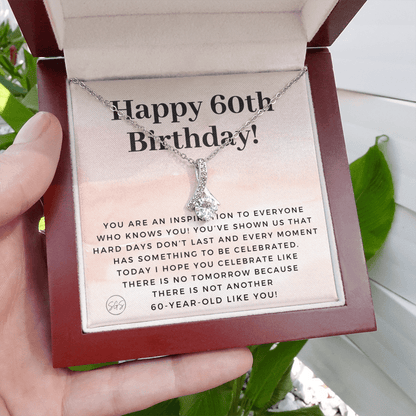 Happy 60th
Birthday!
YOU ARE AN INSPIRATION TO EVERYONE
WHO KNOWS YOU! YOU'VE SHOWN US THAT
HARD DAYS DON'T LAST AND EVERY MOMENT
HAS SOMETHING TO BE CELEBRATED.
TODAY I HOPE YOU CELEBRATE LIKE
THERE IS NO TOMORROW BECAUSE
THERE IS NOT ANOTHER
60-YEAR-OLD LIKE YOU!